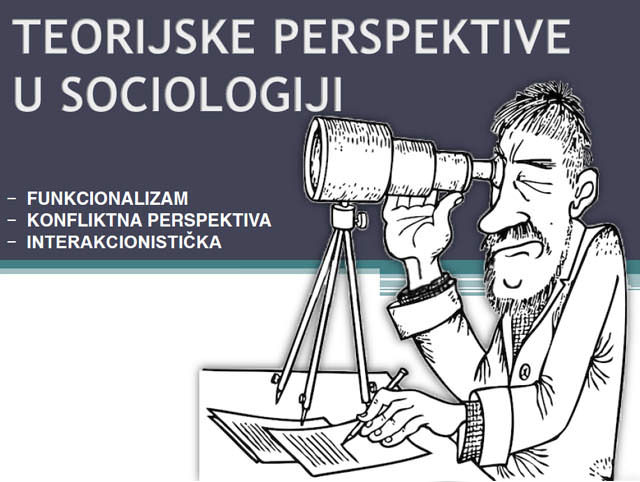 TEORIJSKE PERSPEKTIVE
U SOCIOLOGIJI
– FUNKCIONALIZAM
– KONFLIKTNA PERSPEKTIVA
– INTERAKCIONISTIČKA